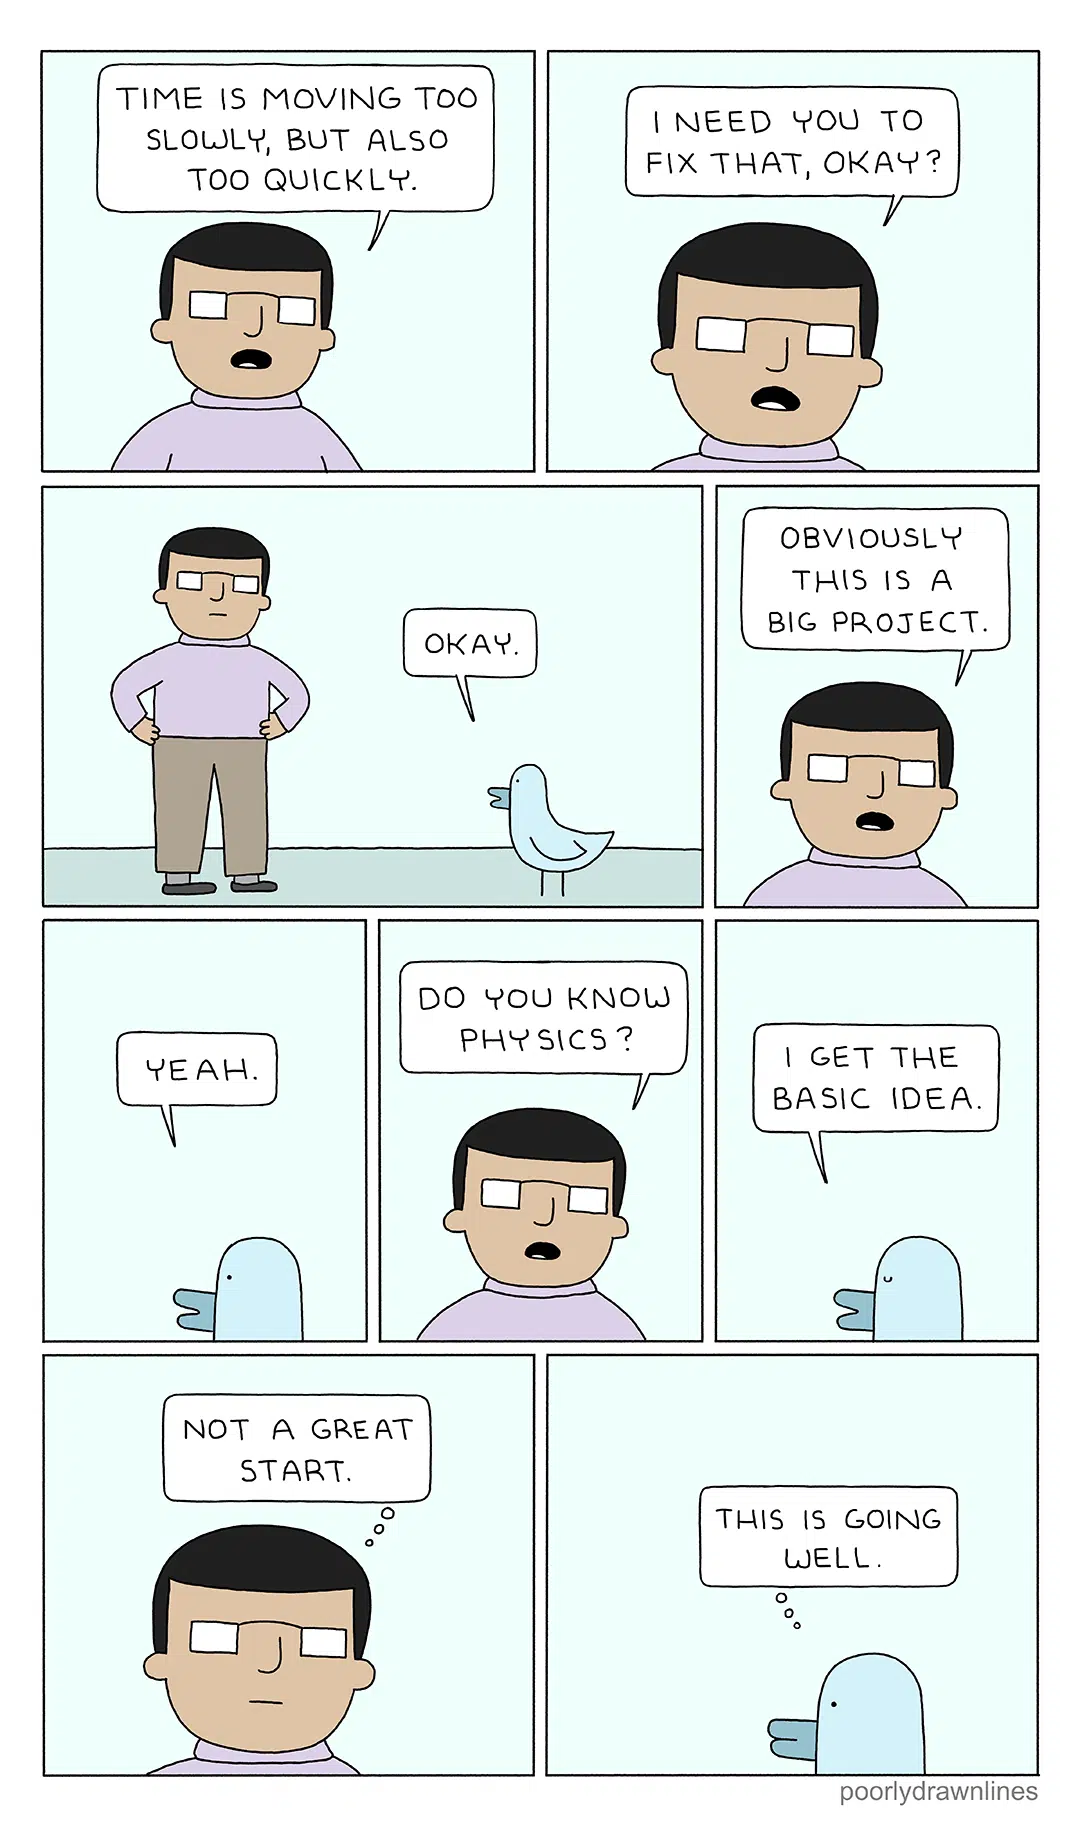 TIME IS MOVING TOO
SLOWLY, BUT ALSO
TOO QUICKLY.
I NEED YOU TO
FIX THAT, OKAY?
OKAY.
OBVIOUSLY
THIS IS A
BIG PROJECT.
YEAH.
DO YOU KNOW
PHYSICS?
I GET THE
BASIC IDEA.
NOT A GREAT
START.
THIS IS GOING
WELL.
poorlydrawnlines